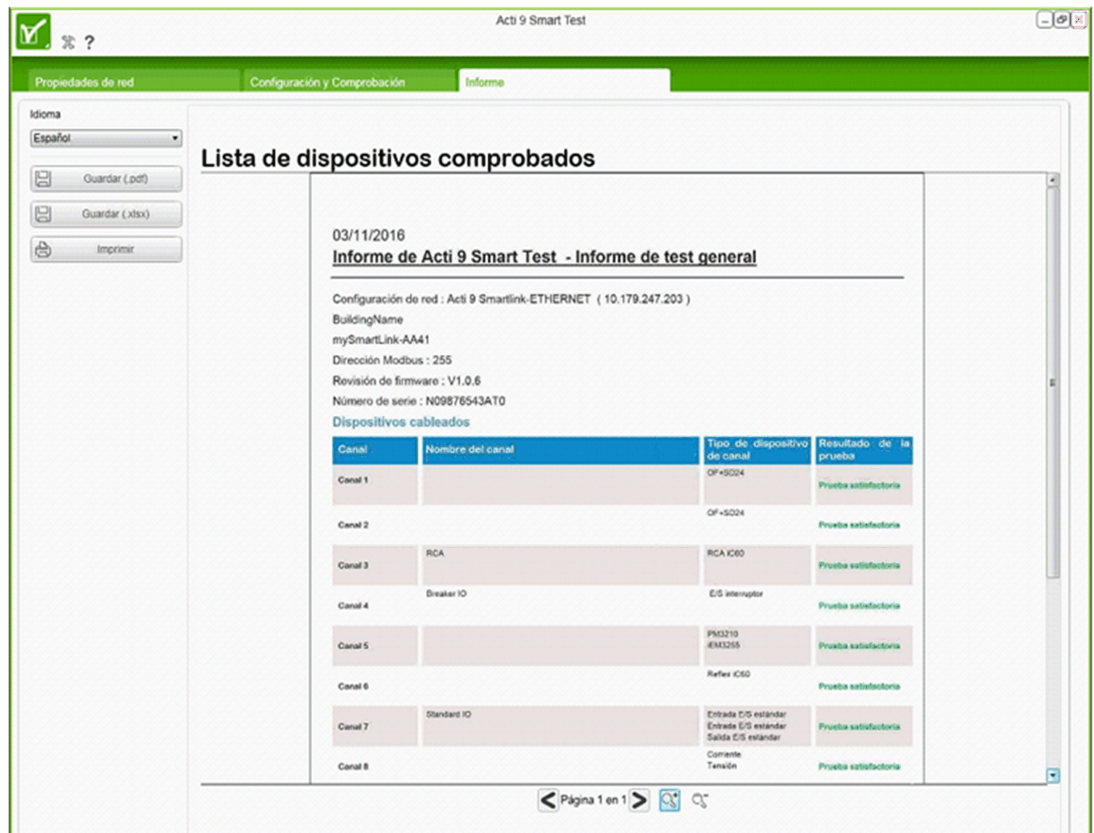 Acti 9 Smart Test
?
Propiedades de red
Configuración y Comprobación
Informe
Idioma
Español
Guardar (.pdf)
Guardar (.xlsx)
Imprimir
Lista de dispositivos comprobados
03/11/2016
Informe de Acti 9 Smart Test - Informe de test general
Configuración de red : Acti 9 Smartlink-ETHERNET ( 10.179.247.203 )
BuildingName
mySmartLink-AA41
Dirección Modbus : 255
Revisión de firmware : V1.0.6
Número de serie : N09876543AT0
Dispositivos cableados
Canal Nombre del canal Tipo de dispositivo de canal Resultado de la prueba
Canal 1 OF+SD24 Prueba satisfactoria
Canal 2 OF+SD24 Prueba satisfactoria
Canal 3 RCA RCA iC60 Prueba satisfactoria
Canal 4 Breaker IO E/S interruptor Prueba satisfactoria
Canal 5 PM3210 iEM3255 Prueba satisfactoria
Canal 6 Reflex iC60 Prueba satisfactoria
Canal 7 Standard IO Entrada E/S estándar Entrada E/S estándar Salida E/S estándar Prueba satisfactoria
Canal 8 Corriente Tensión Prueba satisfactoria
Página 1 en 1